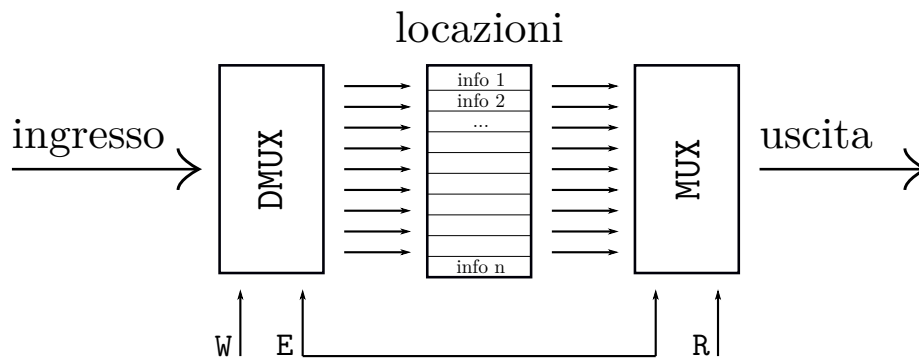 locazioni
ingresso
DMUX
info 1
info 2
...
info n
MUX
uscita
W
E
R